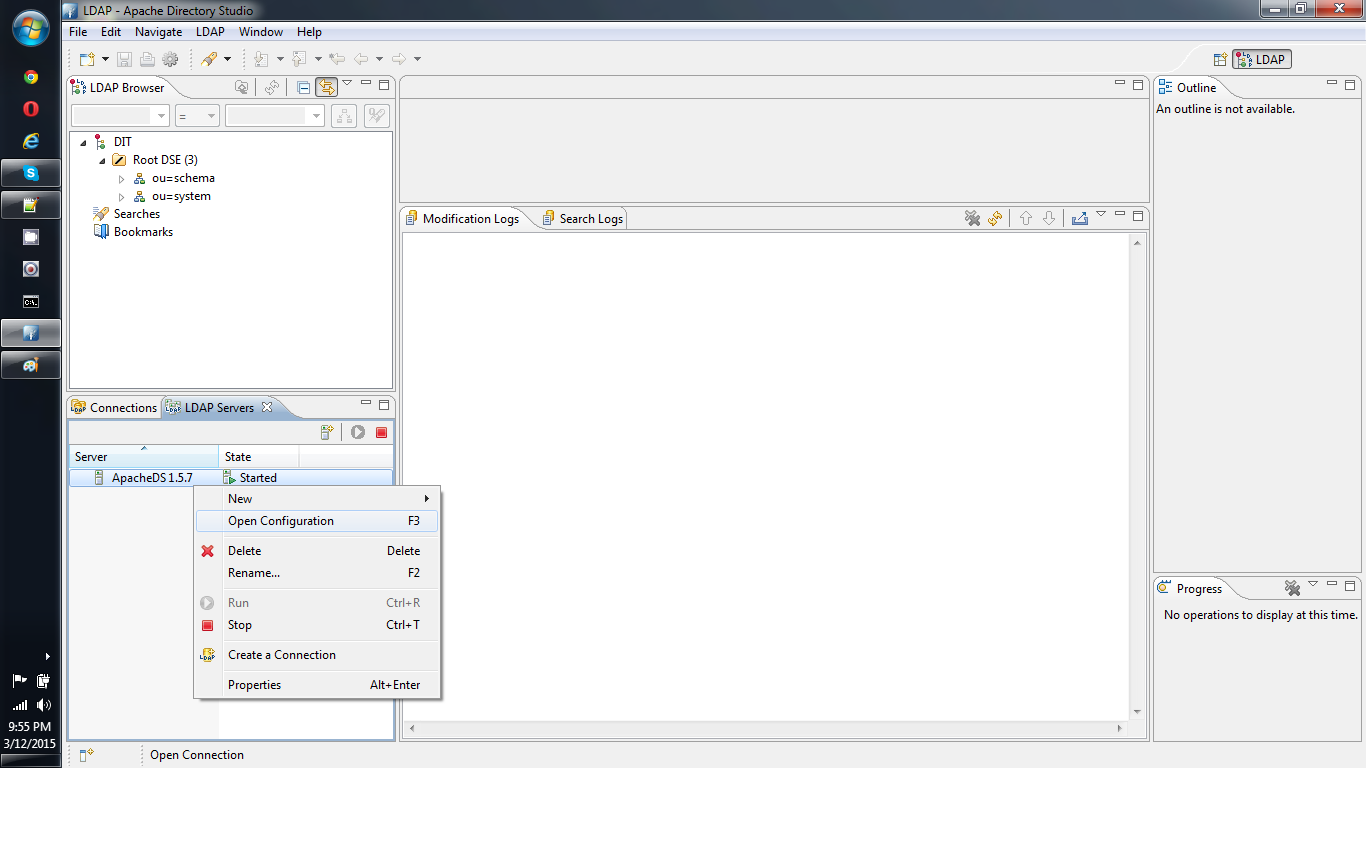 LDAP - Apache Directory Studio
File Edit Navigate LDAP Window Help
LDAP
LDAP Browser
=
DIT
Root DSE (3)
ou=schema
ou=system
Searches
Bookmarks
Modification Logs
Search Logs
Outline
An outline is not available.
Connections
LDAP Servers
Server State
ApacheDS 1.5.7 Started
New
Open Configuration F3
Delete Delete
Rename... F2
Run Ctrl+R
Stop Ctrl+T
Create a Connection
Properties Alt+Enter
Progress
No operations to display at this time.
Open Connection
9:55 PM
3/12/2015